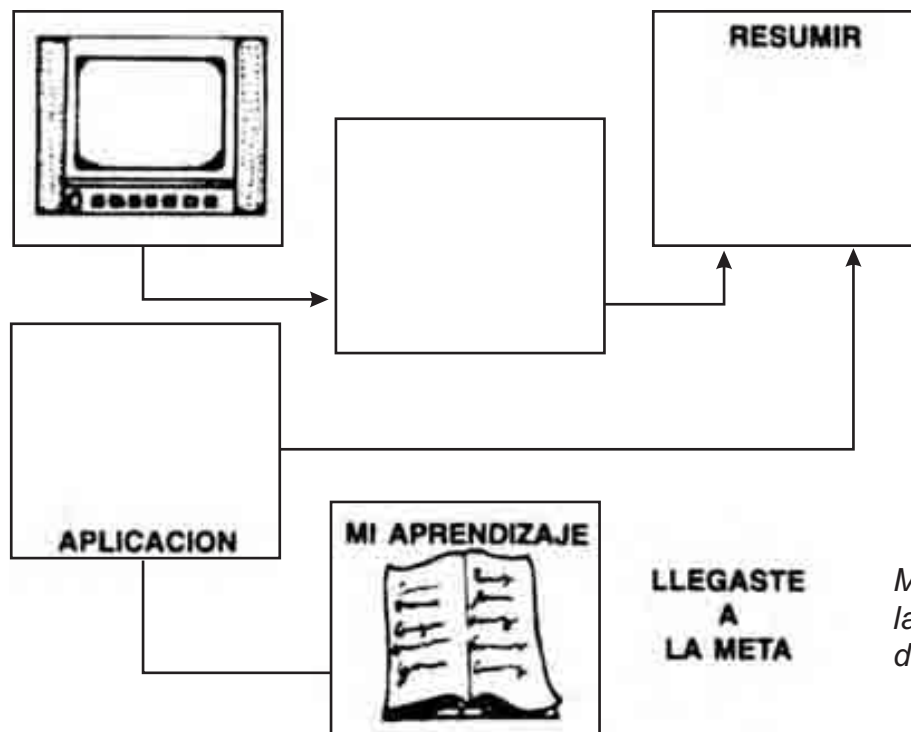 RESUMIR
APLICACION
MI APRENDIZAJE
LLEGASTE
A
LA META